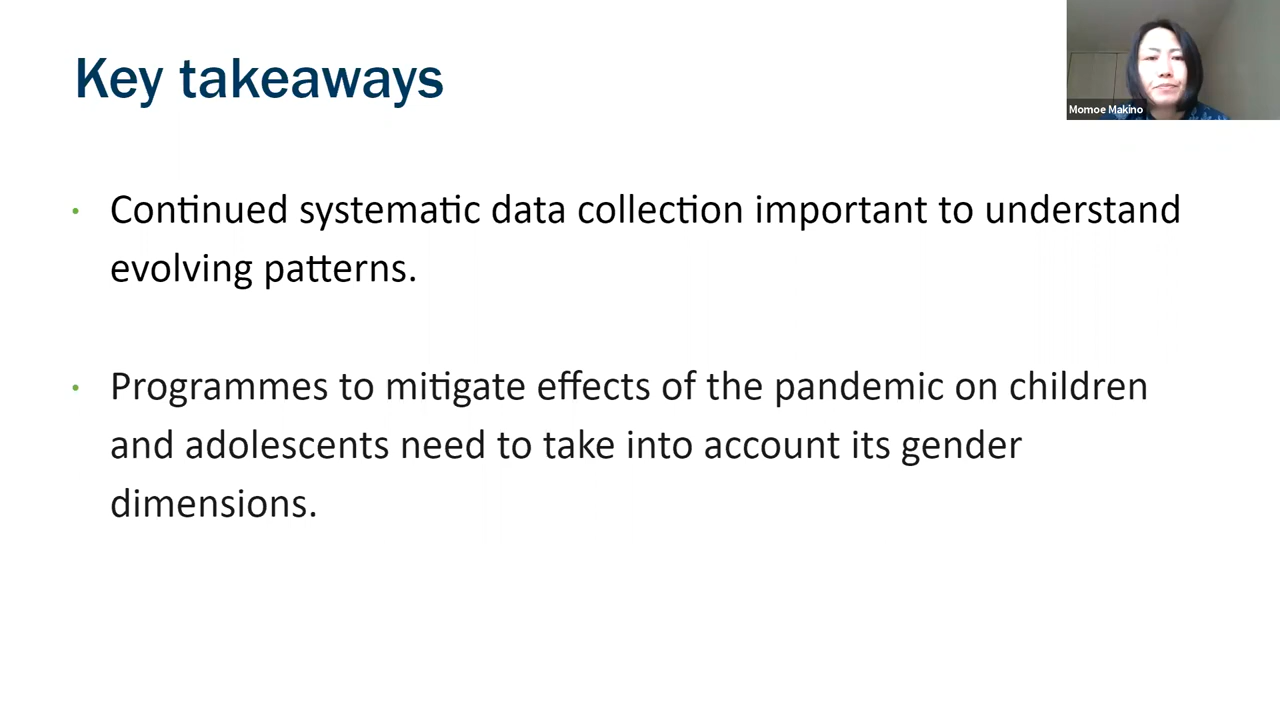 Key takeaways
Momoe Makino
• Continued systematic data collection important to understand
evolving patterns.
• Programmes to mitigate effects of the pandemic on children
and adolescents need to take into account its gender
dimensions.